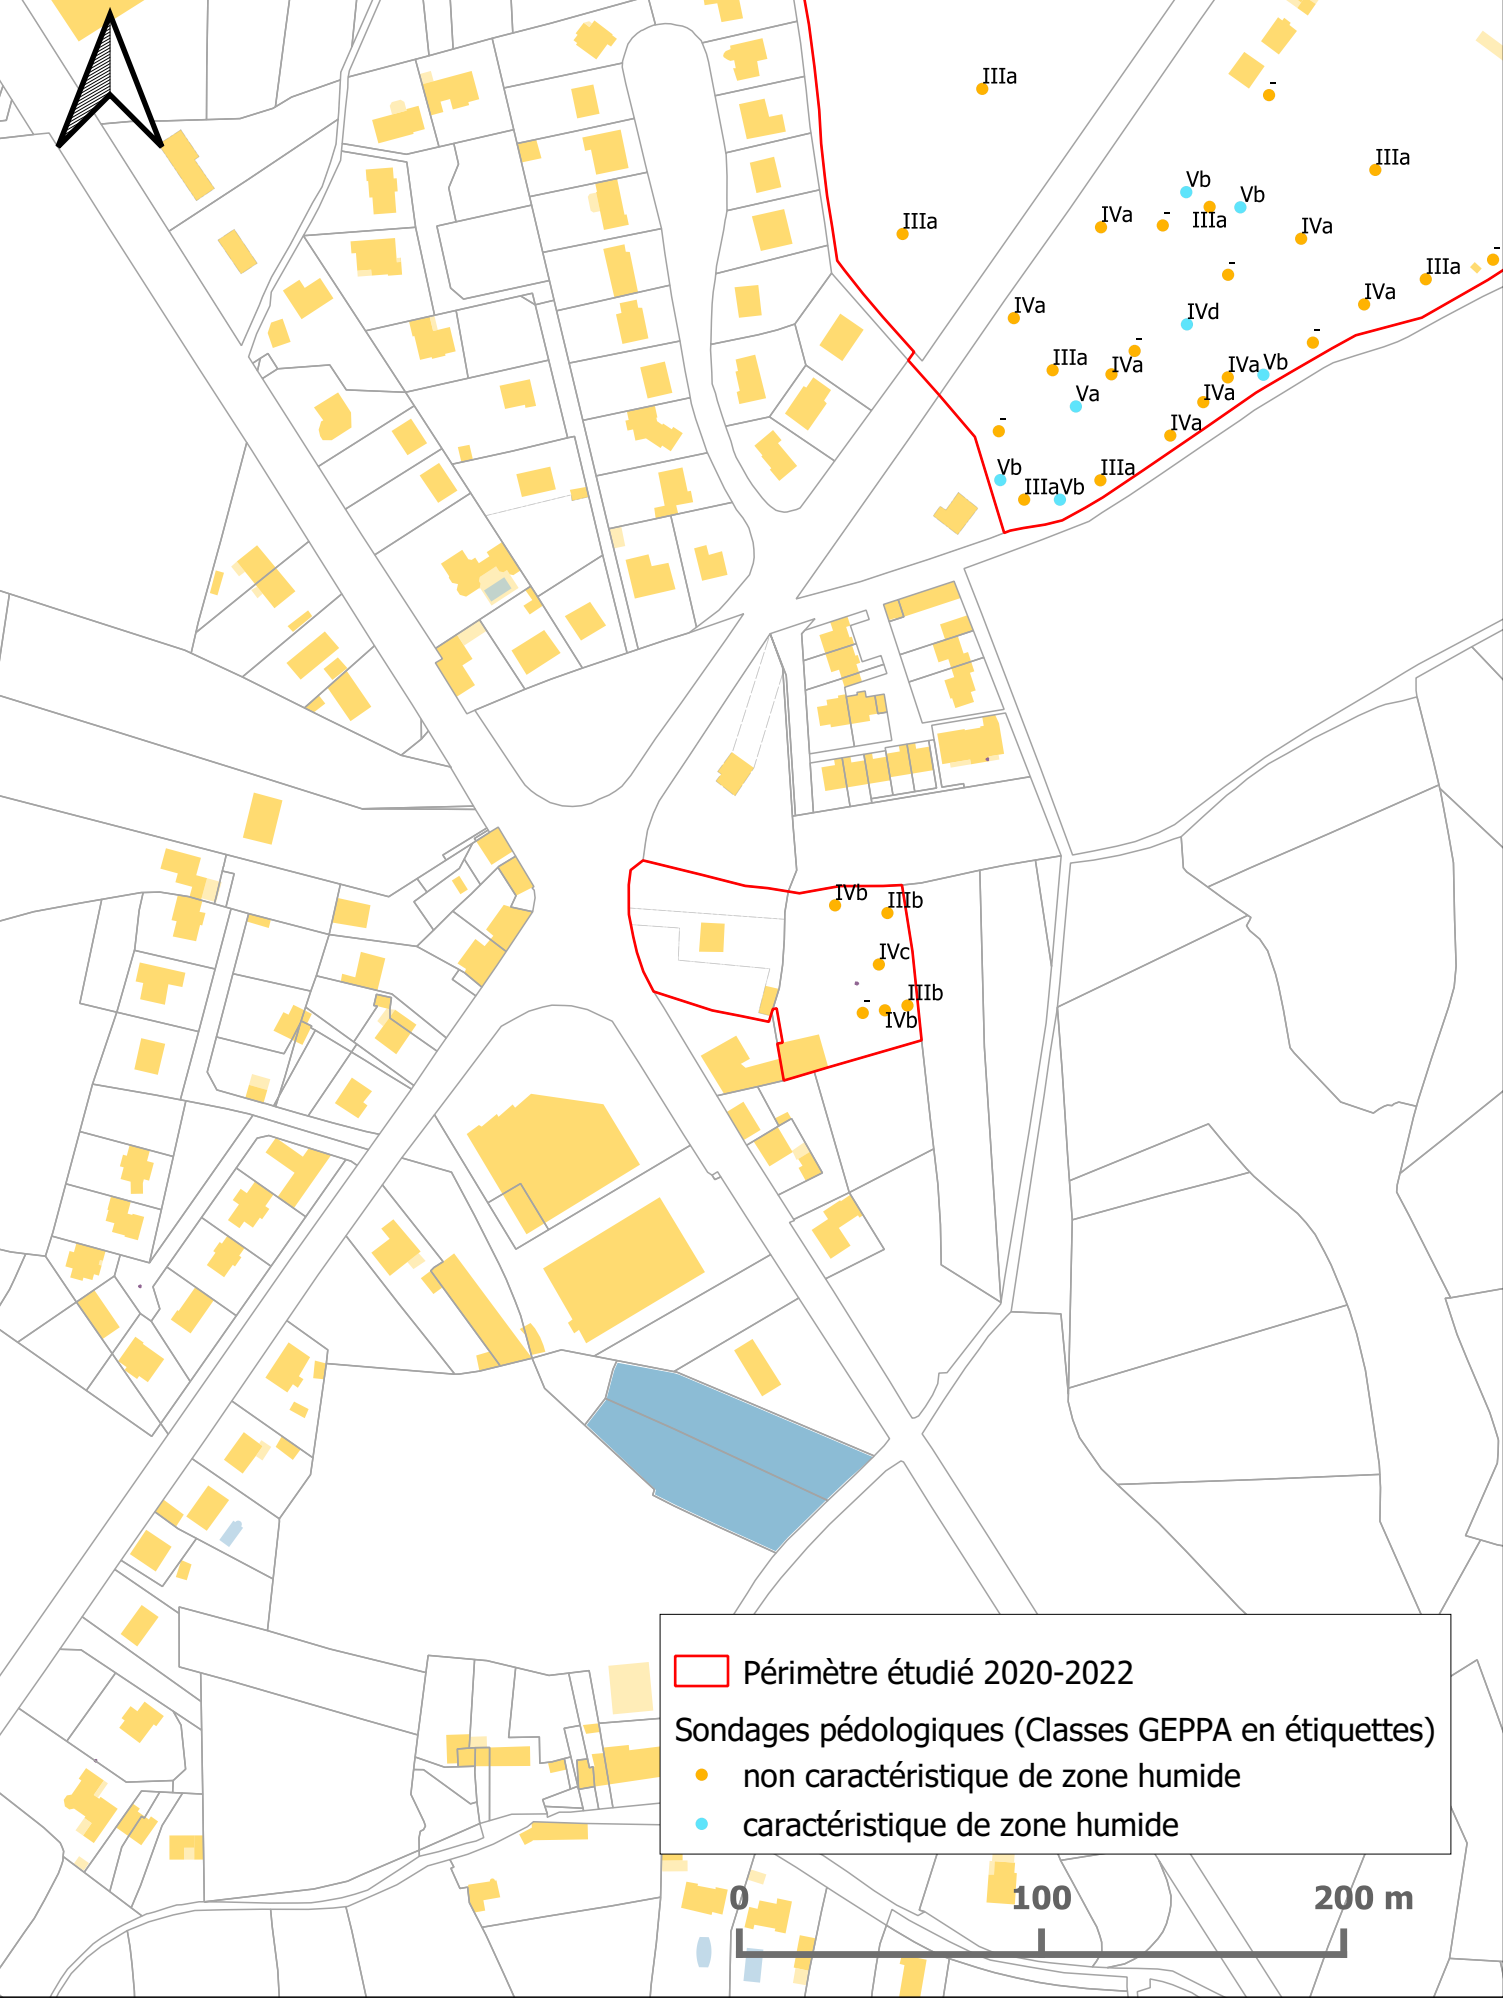 IIIa
-
IIIa
Vb
Vb
IIIa
IVa
-
IIIa
IVa
-
-
IIIa
IVa
IVa
IVd
-
-
IIIa
IVa
IVa
Vb
Va
IVa
-
IVa
Vb
IIIa
IIIa
Vb
IVb
IIIb
IVc
IIIb
-
IVb
Périmètre étudié 2020-2022
Sondages pédologiques (Classes GEPPA en étiquettes)
non caractéristique de zone humide
caractéristique de zone humide
0
100
200 m